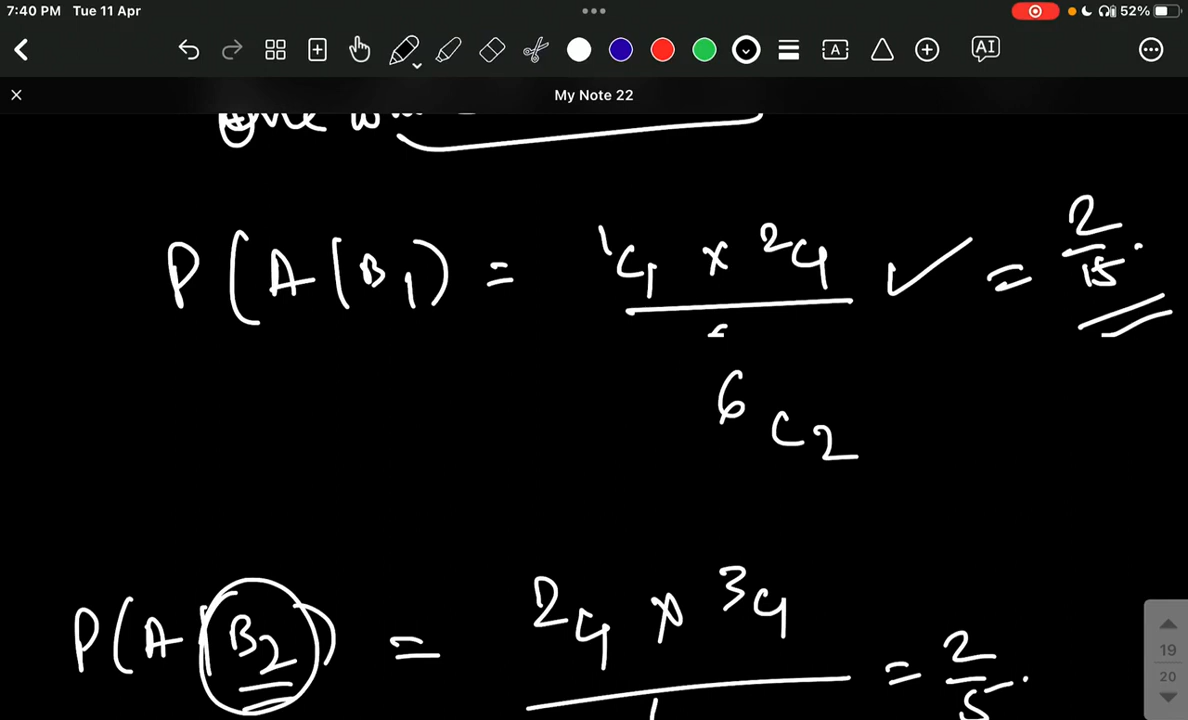 7:40 PM Tue 11 Apr
52%
A
AI
My Note 22
P(A|B1) = ¹C₁ × ²C₁ ✓ = 2/15
⁶C₂
P(A|B2) = ²C₁ × ³C₁ = 2/5
19
20